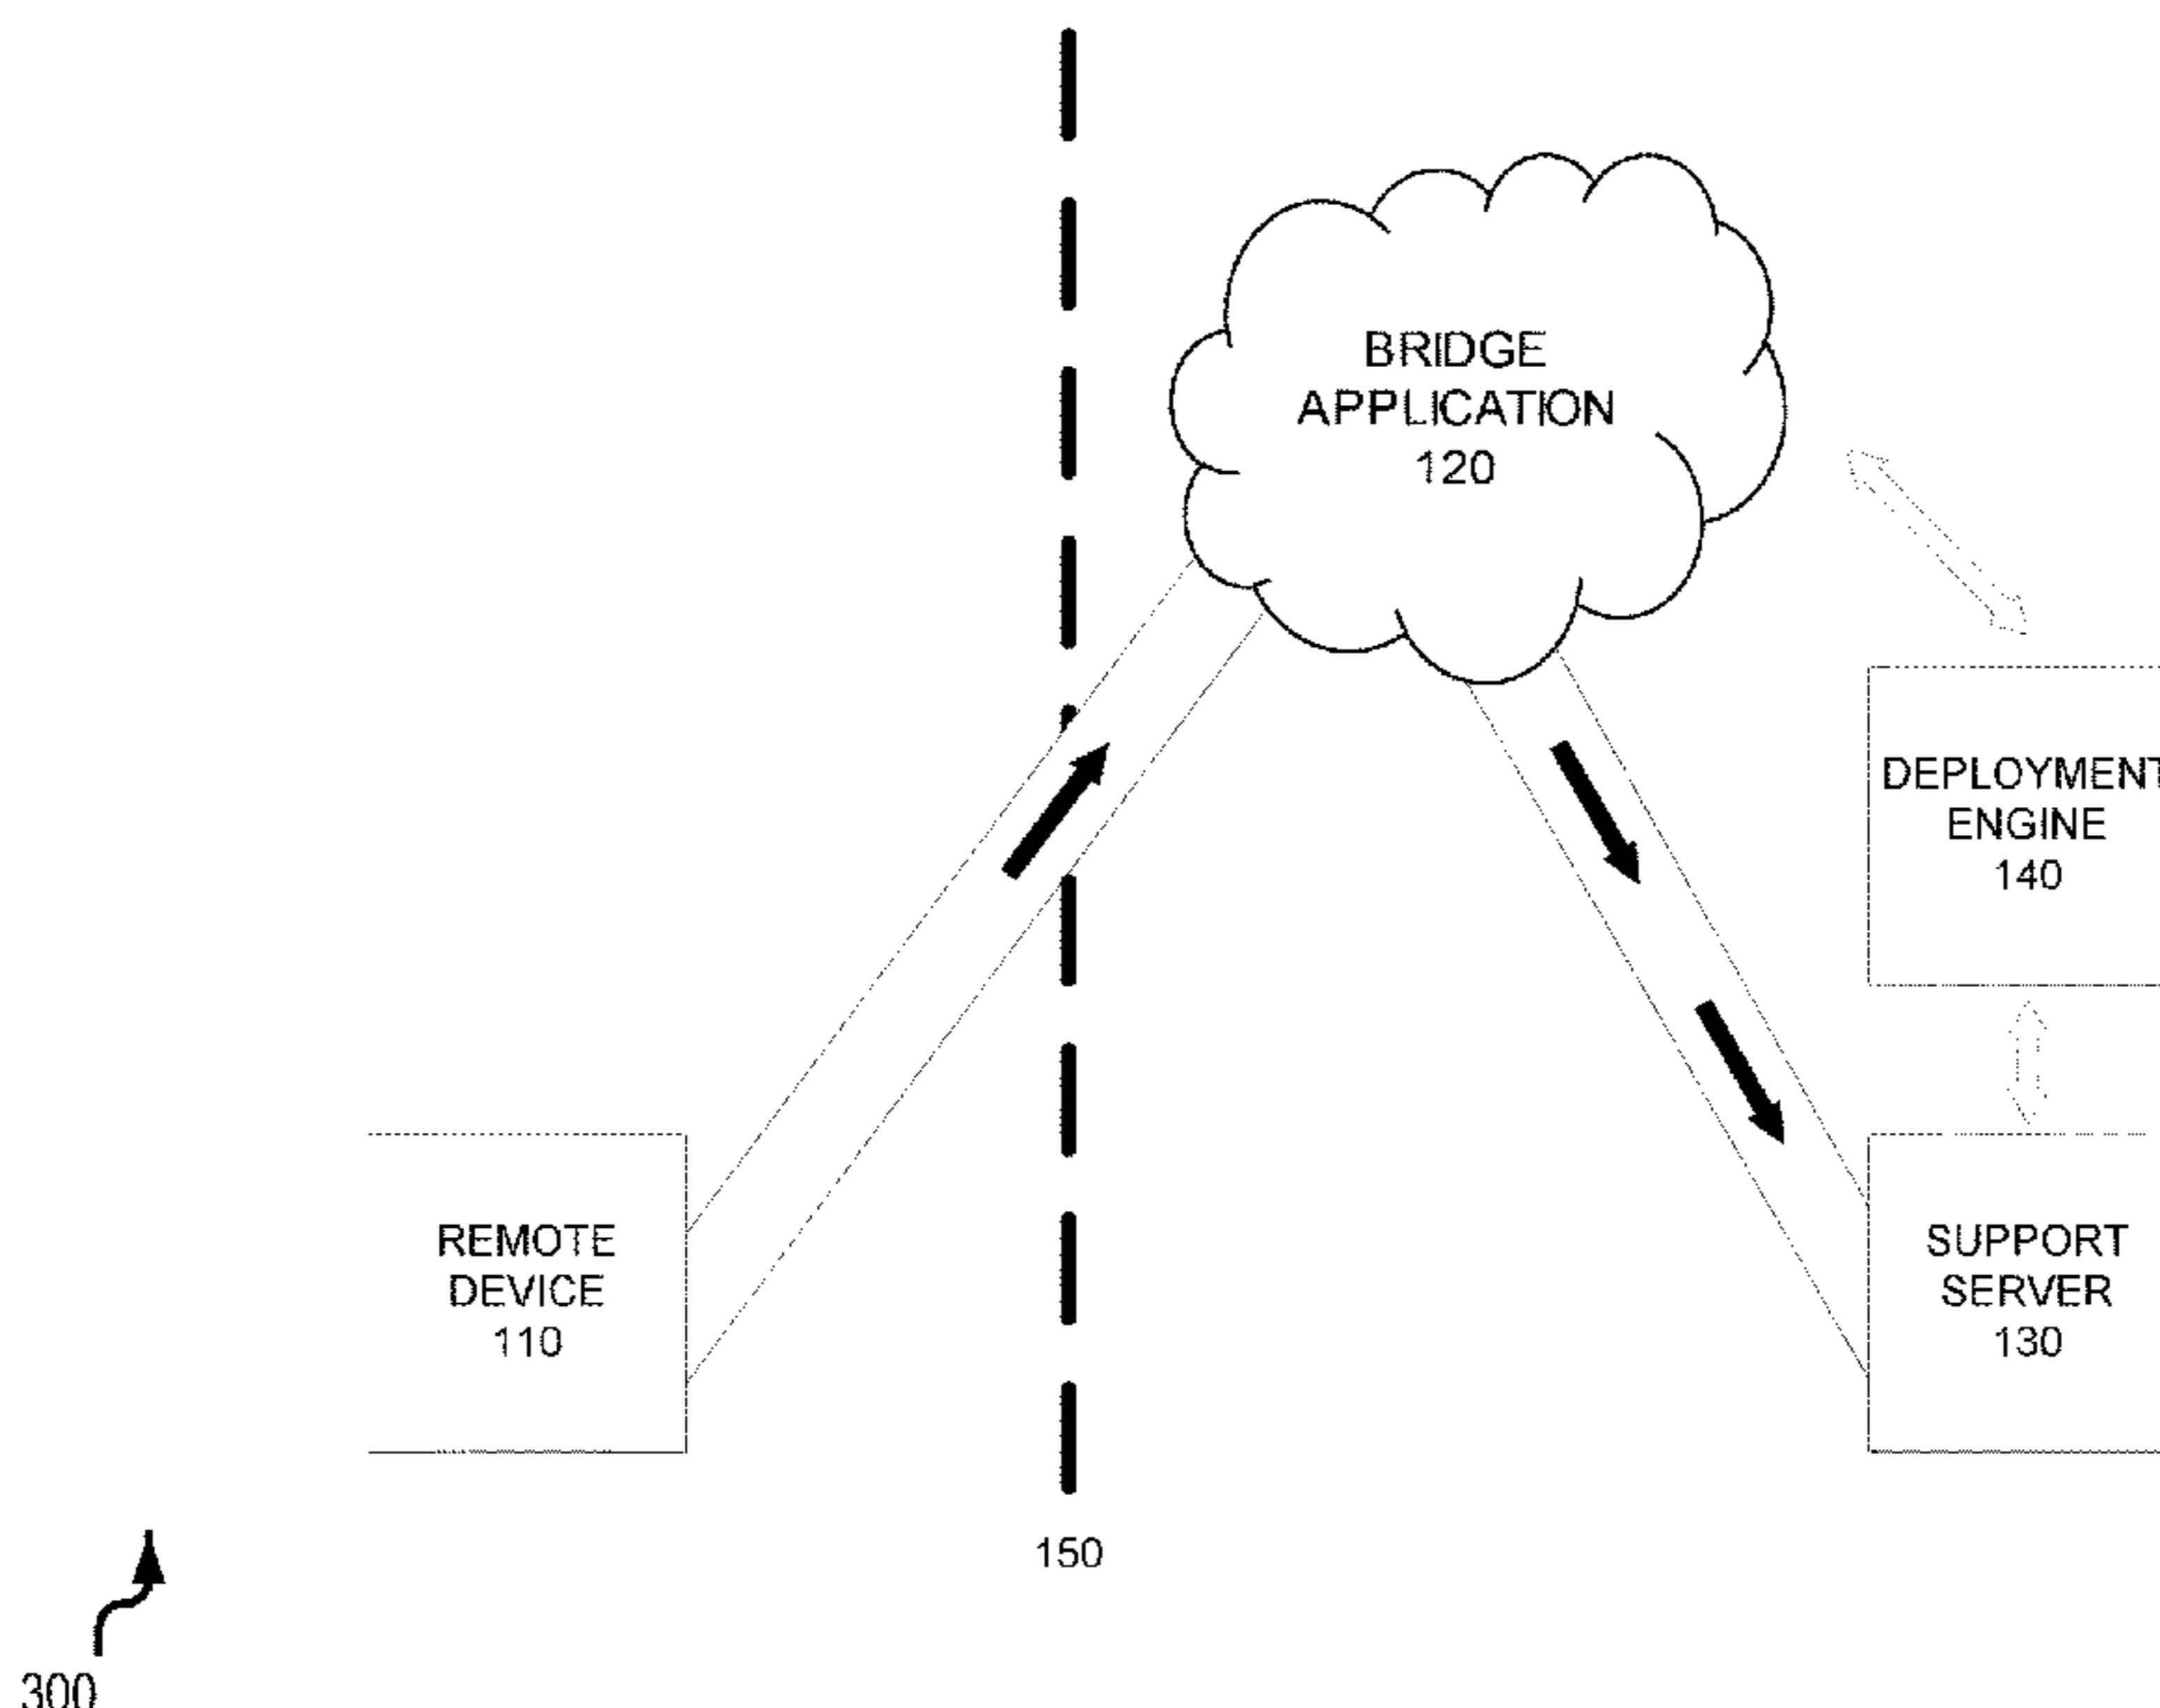 BRIDGE
APPLICATION
120
DEPLOYMENT
ENGINE
140
REMOTE
DEVICE
110
SUPPORT
SERVER
130
150
300